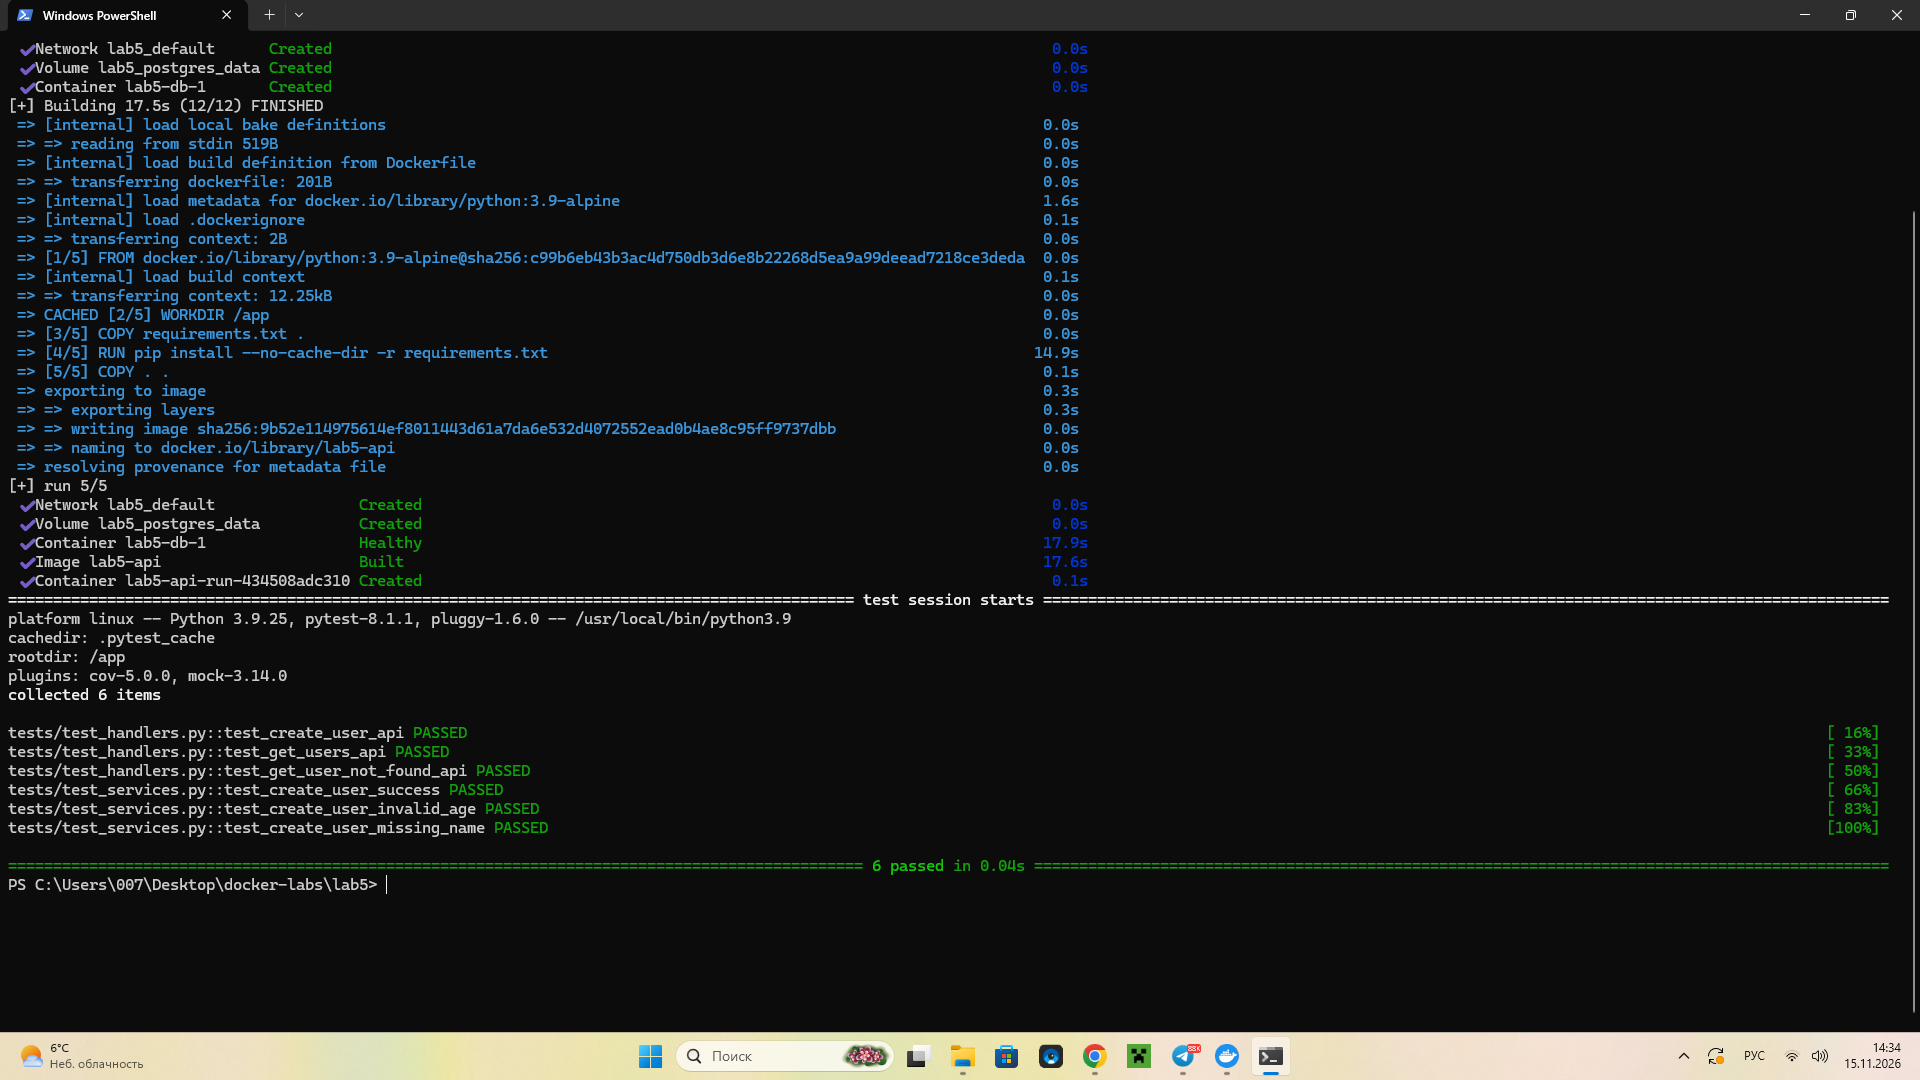 Windows PowerShell
✔Network lab5_default Created 0.0s
✔Volume lab5_postgres_data Created 0.0s
✔Container lab5-db-1 Created 0.0s
[+] Building 17.5s (12/12) FINISHED
=> [internal] load local bake definitions 0.0s
=> => reading from stdin 519B 0.0s
=> [internal] load build definition from Dockerfile 0.0s
=> => transferring dockerfile: 201B 0.0s
=> [internal] load metadata for docker.io/library/python:3.9-alpine 1.6s
=> [internal] load .dockerignore 0.1s
=> => transferring context: 2B 0.0s
=> [1/5] FROM docker.io/library/python:3.9-alpine@sha256:c99b6eb43b3ac4d750db3d6e8b22268d5ea9a99deead7218ce3deda 0.0s
=> [internal] load build context 0.1s
=> => transferring context: 12.25kB 0.0s
=> CACHED [2/5] WORKDIR /app 0.0s
=> [3/5] COPY requirements.txt . 0.0s
=> [4/5] RUN pip install --no-cache-dir -r requirements.txt 14.9s
=> [5/5] COPY . . 0.1s
=> exporting to image 0.3s
=> => exporting layers 0.3s
=> => writing image sha256:9b52e114975614ef8011443d61a7da6e532d4072552ead0b4ae8c95ff9737dbb 0.0s
=> => naming to docker.io/library/lab5-api 0.0s
=> resolving provenance for metadata file 0.0s
[+] run 5/5
✔Network lab5_default Created 0.0s
✔Volume lab5_postgres_data Created 0.0s
✔Container lab5-db-1 Healthy 17.9s
✔Image lab5-api Built 17.6s
✔Container lab5-api-run-434508adc310 Created 0.1s
============ test session starts ============
platform linux -- Python 3.9.25, pytest-8.1.1, pluggy-1.6.0 -- /usr/local/bin/python3.9
cachedir: .pytest_cache
rootdir: /app
plugins: cov-5.0.0, mock-3.14.0
collected 6 items
tests/test_handlers.py::test_create_user_api PASSED [ 16%]
tests/test_handlers.py::test_get_users_api PASSED [ 33%]
tests/test_handlers.py::test_get_user_not_found_api PASSED [ 50%]
tests/test_services.py::test_create_user_success PASSED [ 66%]
tests/test_services.py::test_create_user_invalid_age PASSED [ 83%]
tests/test_services.py::test_create_user_missing_name PASSED [100%]
============ 6 passed in 0.04s ============
PS C:\Users\007\Desktop\docker-labs\lab5>
6°C
Неб. облачность
Поиск
88K
РУС
14:34
15.11.2026